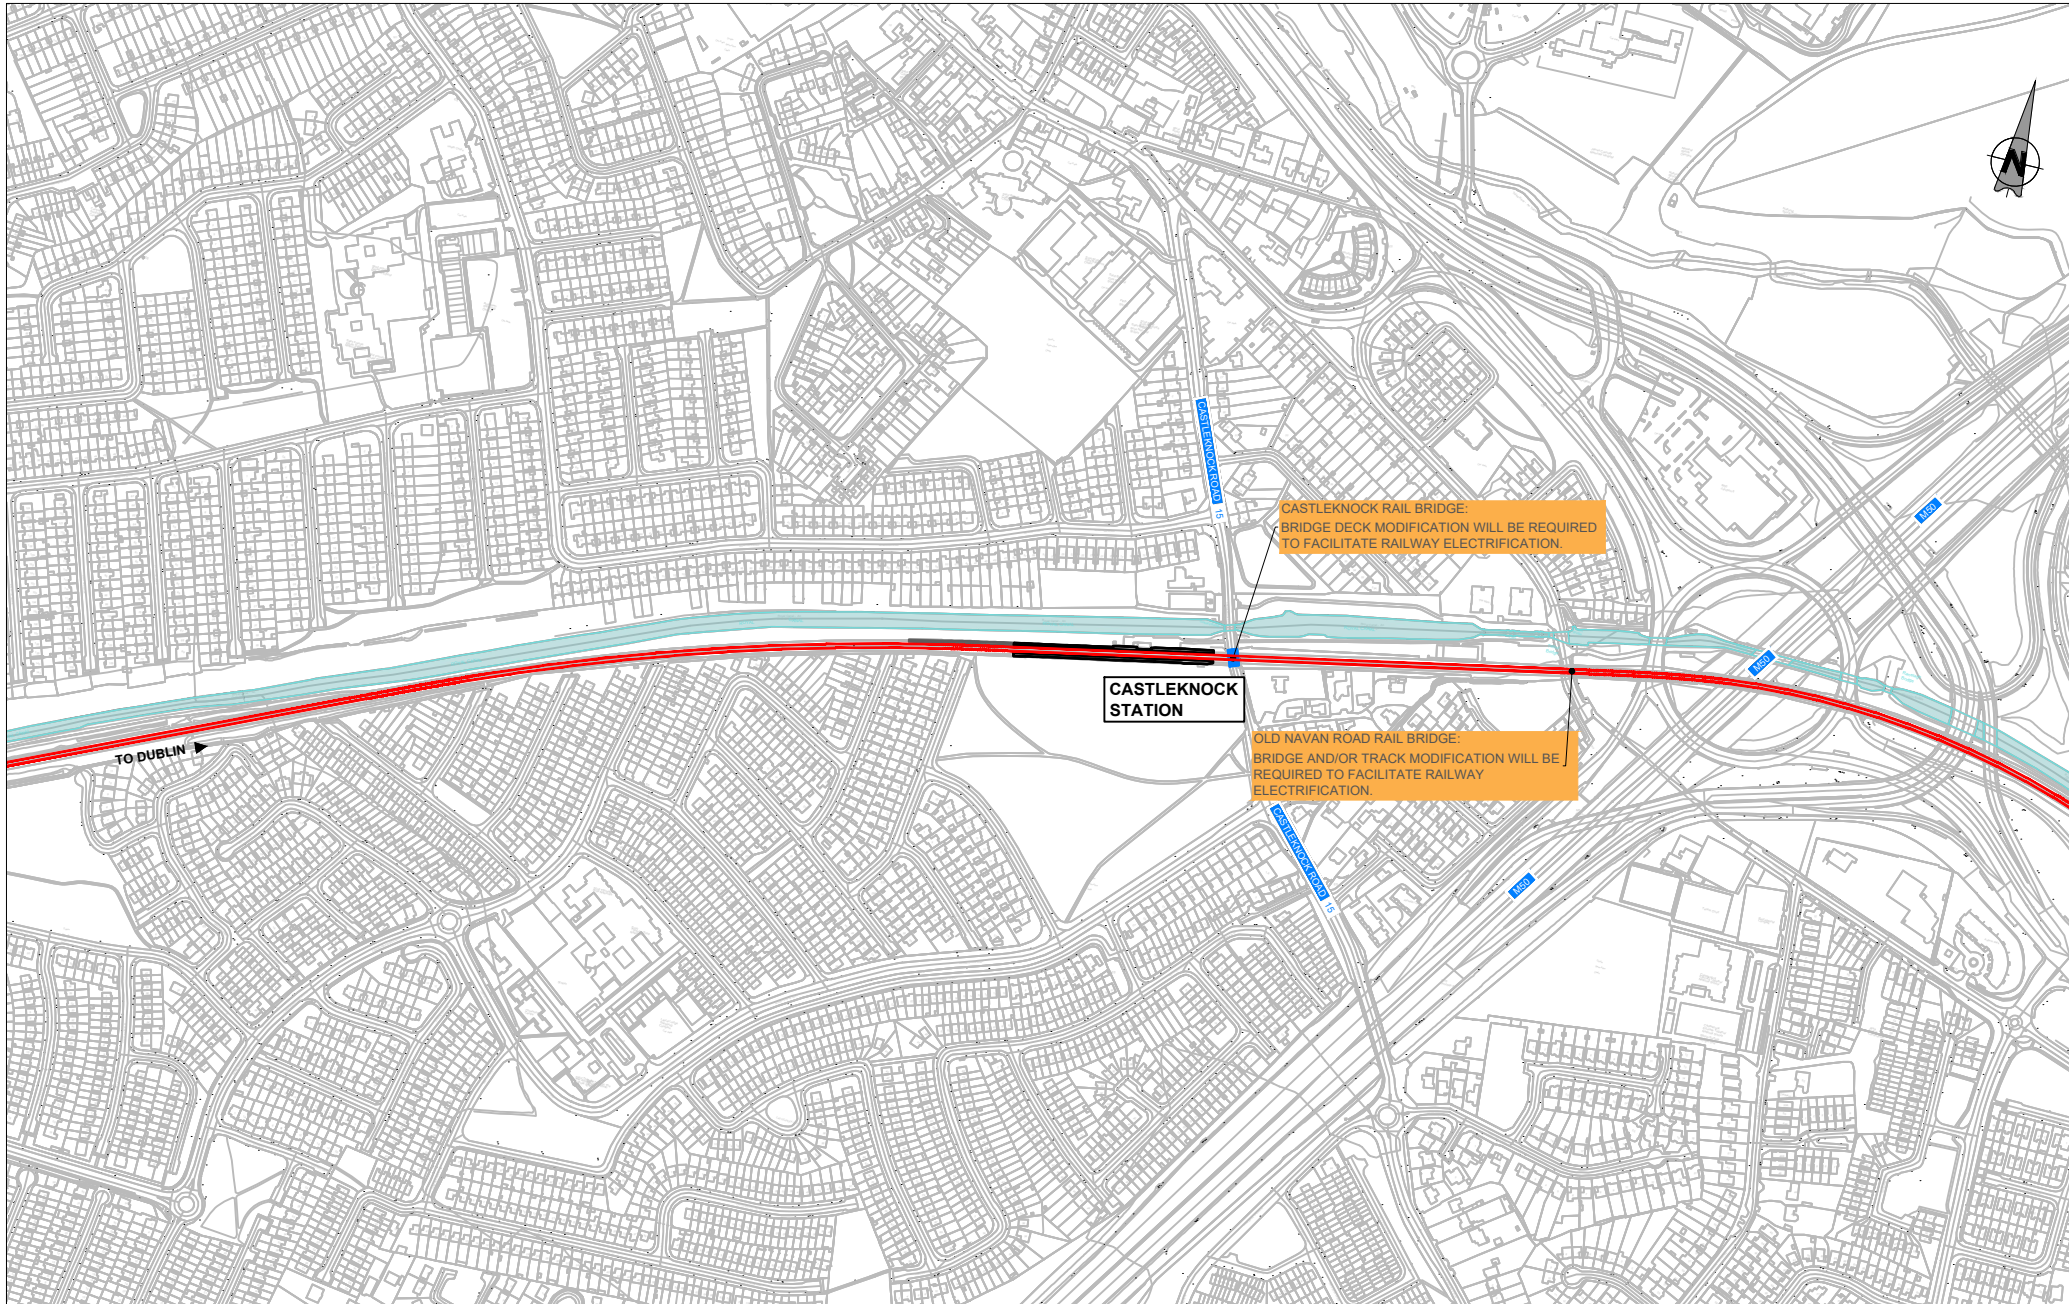 N
CASTLEKNOCK ROAD 15
CASTLEKNOCK RAIL BRIDGE:
BRIDGE DECK MODIFICATION WILL BE REQUIRED
TO FACILITATE RAILWAY ELECTRIFICATION.
M50
M50
CASTLEKNOCK
STATION
TO DUBLIN
OLD NAVAN ROAD RAIL BRIDGE:
BRIDGE AND/OR TRACK MODIFICATION WILL BE
REQUIRED TO FACILITATE RAILWAY
ELECTRIFICATION.
CASTLEKNOCK ROAD 15
M50